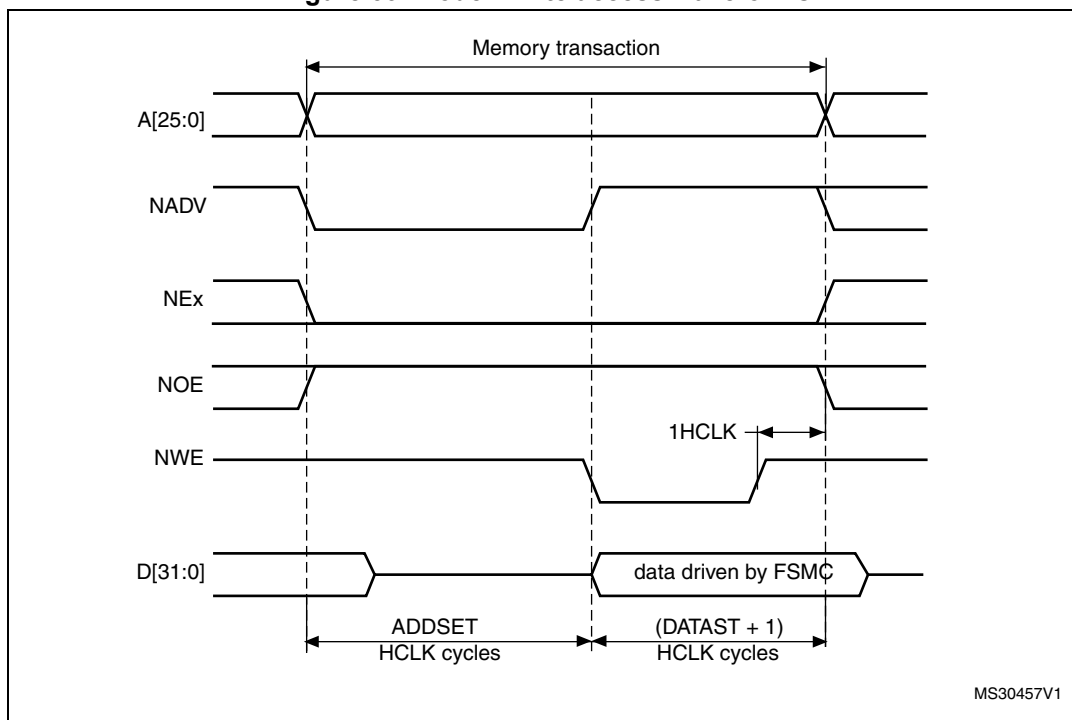 Memory transaction
A[25:0]
NADV
NEx
NOE
1HCLK
NWE
D[31:0]
data driven by FSMC
ADDSET
HCLK cycles
(DATAST + 1)
HCLK cycles
MS30457V1